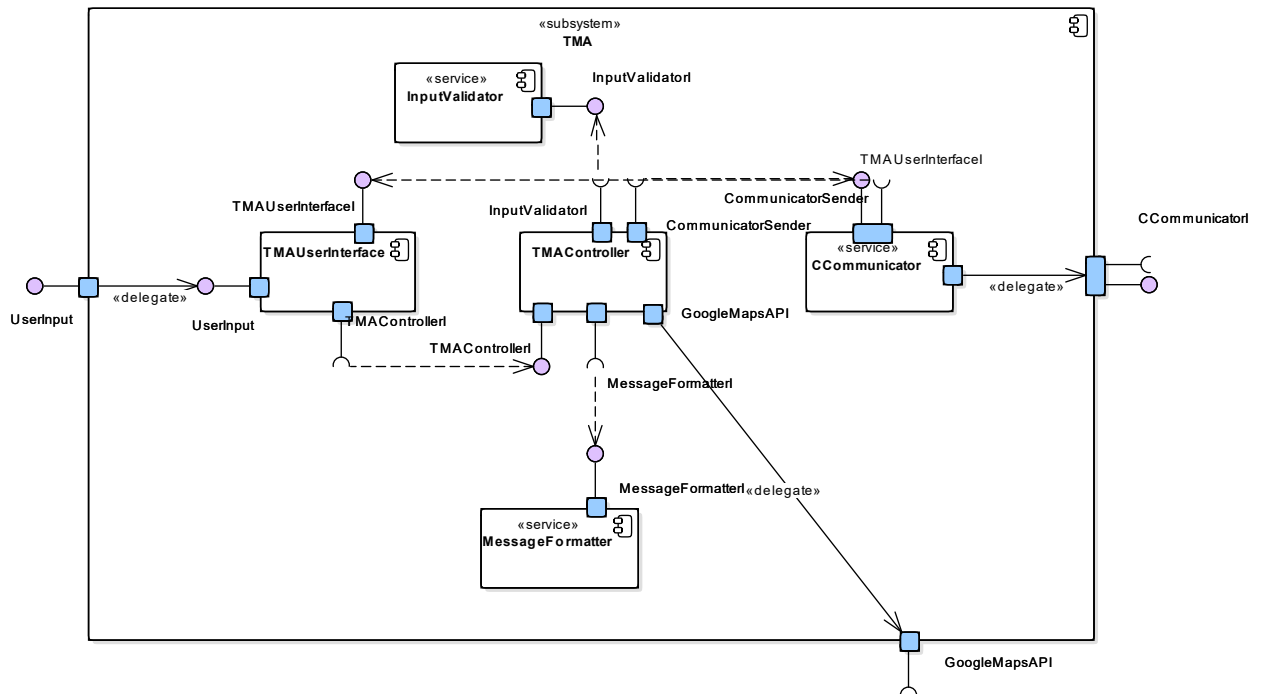 «subsystem»
TMA
«service»
InputValidator
InputValidatorI
TMAUserInterfaceI
CommunicatorSender
TMAUserInterfaceI
InputValidatorI
CommunicatorSender
CCommunicatorI
TMAUserInterface
TMAController
«service»
CCommunicator
«delegate»
«delegate»
UserInput
UserInput
TMAControllerI
GoogleMapsAPI
TMAControllerI
MessageFormatterI
MessageFormatterI
«delegate»
«service»
MessageFormatter
GoogleMapsAPI